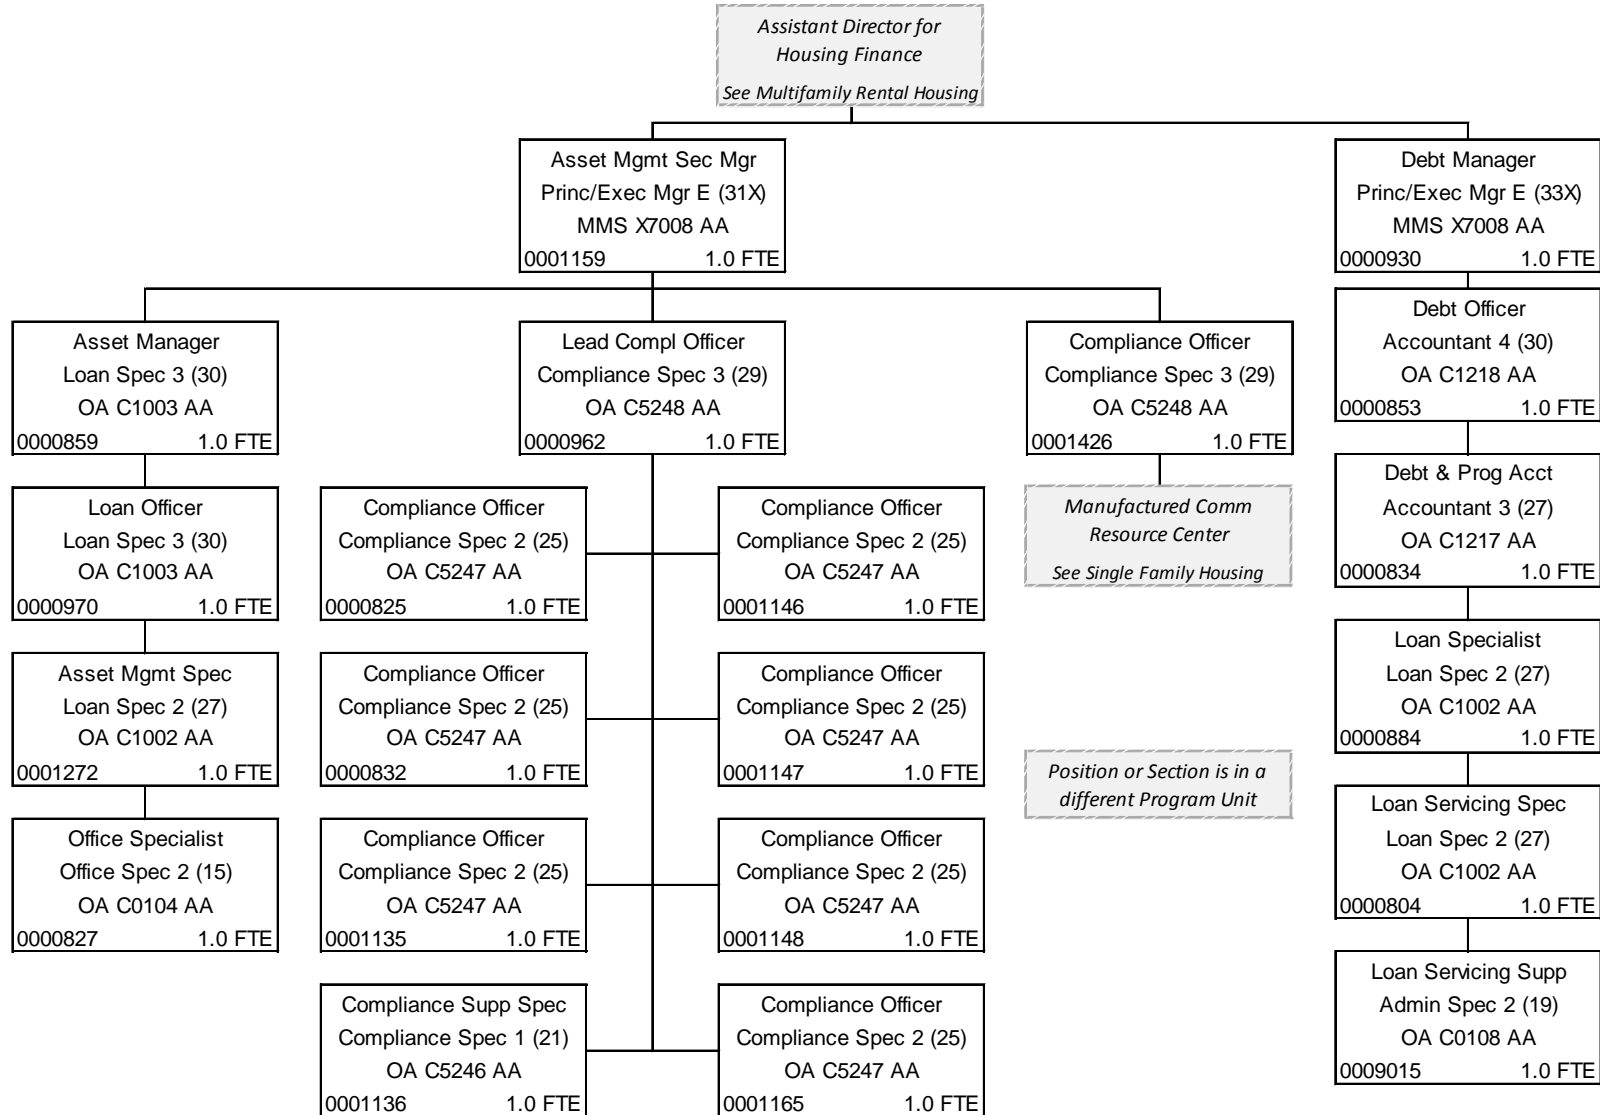 Assistant Director for
Housing Finance
See Multifamily Rental Housing
Asset Mgmt Sec Mgr
Princ/Exec Mgr E (31X)
MMS X7008 AA
0001159 1.0 FTE
Debt Manager
Princ/Exec Mgr E (33X)
MMS X7008 AA
0000930 1.0 FTE
Asset Manager
Loan Spec 3 (30)
OA C1003 AA
0000859 1.0 FTE
Lead Compl Officer
Compliance Spec 3 (29)
OA C5248 AA
0000962 1.0 FTE
Compliance Officer
Compliance Spec 3 (29)
OA C5248 AA
0001426 1.0 FTE
Debt Officer
Accountant 4 (30)
OA C1218 AA
0000853 1.0 FTE
Loan Officer
Loan Spec 3 (30)
OA C1003 AA
0000970 1.0 FTE
Compliance Officer
Compliance Spec 2 (25)
OA C5247 AA
0000825 1.0 FTE
Compliance Officer
Compliance Spec 2 (25)
OA C5247 AA
0001146 1.0 FTE
Manufactured Comm
Resource Center
See Single Family Housing
Debt & Prog Acct
Accountant 3 (27)
OA C1217 AA
0000834 1.0 FTE
Asset Mgmt Spec
Loan Spec 2 (27)
OA C1002 AA
0001272 1.0 FTE
Compliance Officer
Compliance Spec 2 (25)
OA C5247 AA
0000832 1.0 FTE
Compliance Officer
Compliance Spec 2 (25)
OA C5247 AA
0001147 1.0 FTE
Position or Section is in a
different Program Unit
Loan Specialist
Loan Spec 2 (27)
OA C1002 AA
0000884 1.0 FTE
Office Specialist
Office Spec 2 (15)
OA C0104 AA
0000827 1.0 FTE
Compliance Officer
Compliance Spec 2 (25)
OA C5247 AA
0001135 1.0 FTE
Compliance Officer
Compliance Spec 2 (25)
OA C5247 AA
0001148 1.0 FTE
Loan Servicing Spec
Loan Spec 2 (27)
OA C1002 AA
0000804 1.0 FTE
Compliance Supp Spec
Compliance Spec 1 (21)
OA C5246 AA
0001136 1.0 FTE
Compliance Officer
Compliance Spec 2 (25)
OA C5247 AA
0001165 1.0 FTE
Loan Servicing Supp
Admin Spec 2 (19)
OA C0108 AA
0009015 1.0 FTE